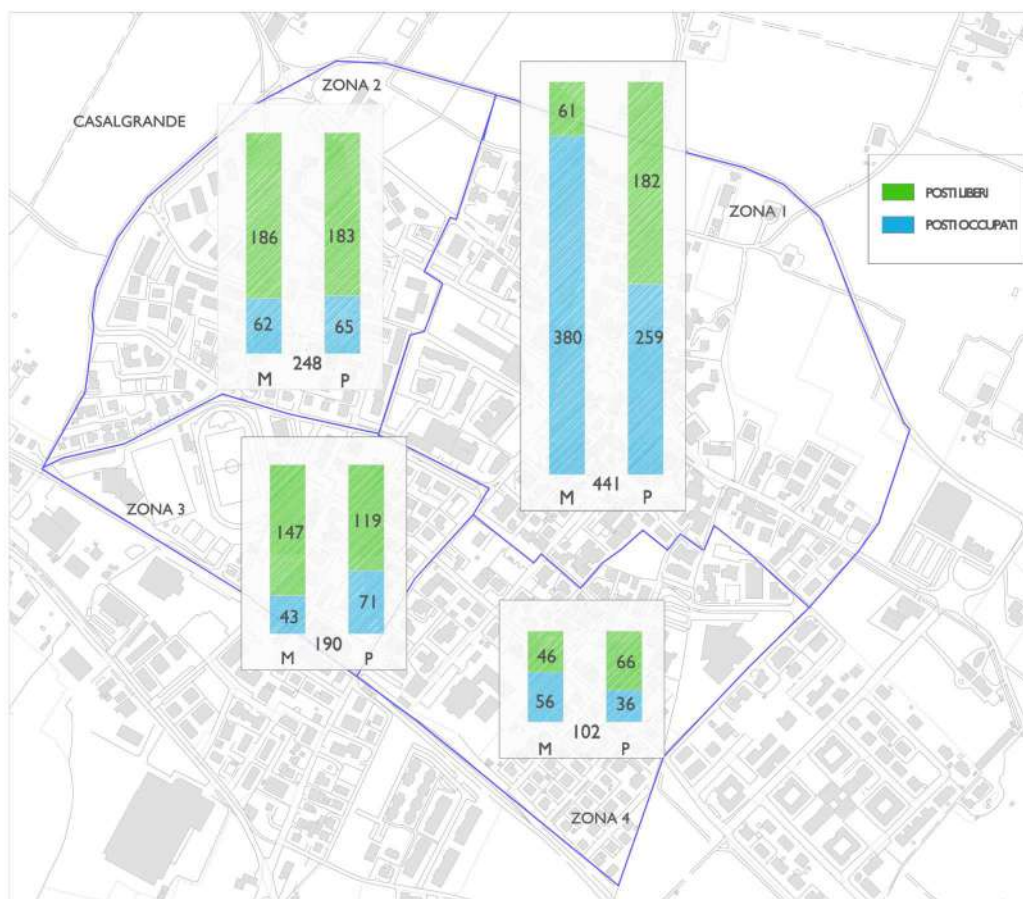 ZONA 2
CASALGRANDE
186
183
62
65
248
M
P
61
182
380
259
441
M
P
ZONA 1
POSTI LIBERI
POSTI OCCUPATI
ZONA 3
147
119
43
71
190
M
P
46
66
56
36
102
M
P
ZONA 4